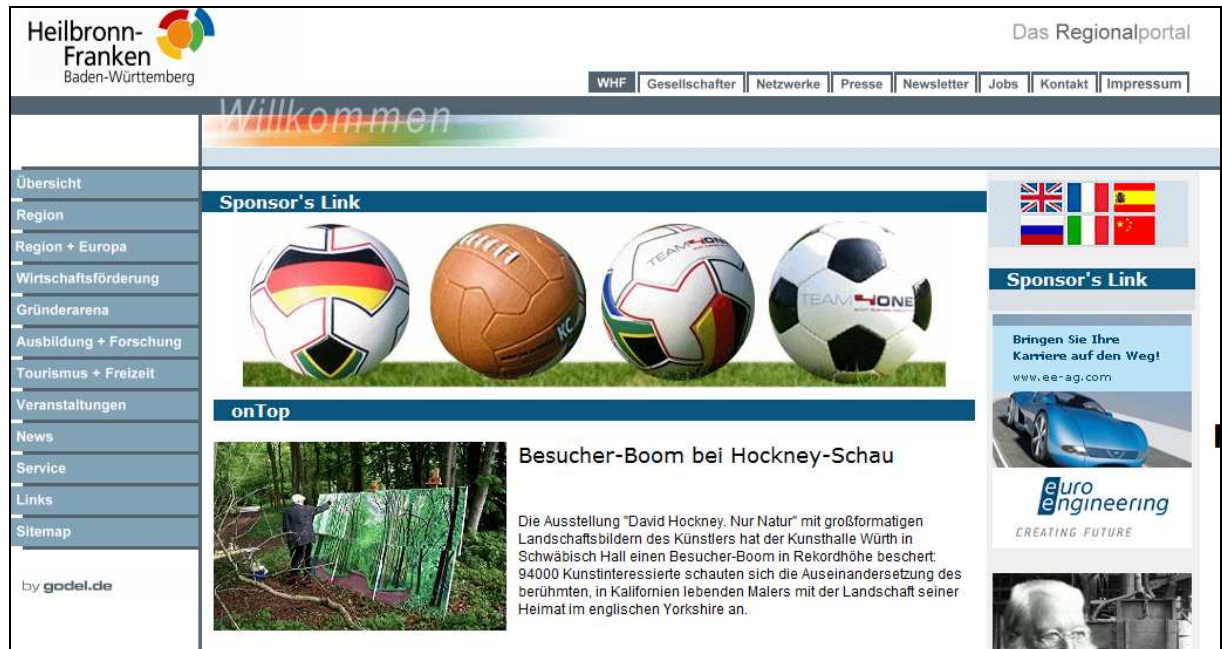 Heilbronn-
Franken
Baden-Württemberg
Das Regionalportal
WHF Gesellschafter Netzwerke Presse Newsletter Jobs Kontakt Impressum
Willkommen
Übersicht
Region
Region + Europa
Wirtschaftsförderung
Gründerarena
Ausbildung + Forschung
Tourismus + Freizeit
Veranstaltungen
News
Service
Links
Sitemap
by godel.de
Sponsor's Link
KC
TEAM4ONE
TEAM4ONE
onTop
Besucher-Boom bei Hockney-Schau
Die Ausstellung "David Hockney. Nur Natur" mit großformatigen
Landschaftsbildern des Künstlers hat der Kunsthalle Würth in
Schwäbisch Hall einen Besucher-Boom in Rekordhöhe beschert:
94000 Kunstinteressierte schauten sich die Auseinandersetzung des
berühmten, in Kalifornien lebenden Malers mit der Landschaft seiner
Heimat im englischen Yorkshire an.
Sponsor's Link
Bringen Sie Ihre
Karriere auf den Weg!
www.ee-ag.com
euro
engineering
CREATING FUTURE